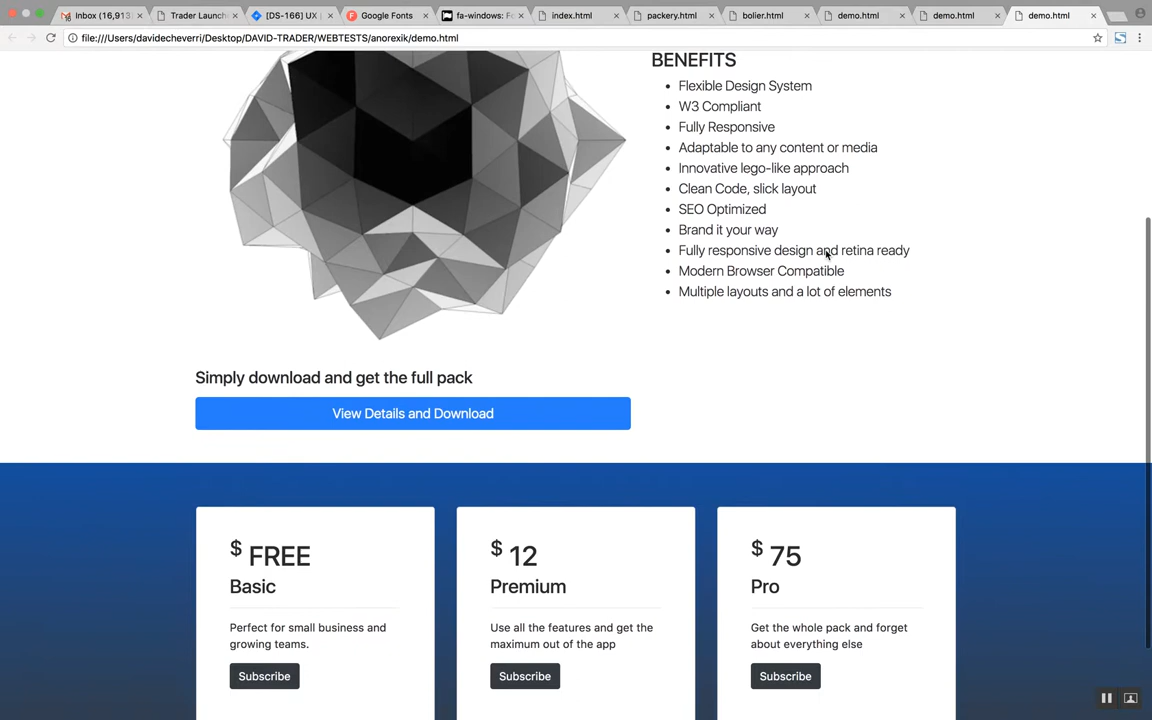 Inbox (16,913
Trader Launch
[DS-166] UX |
Google Fonts
fa-windows: F
index.html
packery.html
bolier.html
demo.html
demo.html
demo.html
file:///Users/davidecheverri/Desktop/DAVID-TRADER/WEBTESTS/anorexik/demo.html
BENEFITS
Flexible Design System
W3 Compliant
Fully Responsive
Adaptable to any content or media
Innovative lego-like approach
Clean Code, slick layout
SEO Optimized
Brand it your way
Fully responsive design and retina ready
Modern Browser Compatible
Multiple layouts and a lot of elements
Simply download and get the full pack
View Details and Download
$ FREE
Basic
Perfect for small business and
growing teams.
Subscribe
$ 12
Premium
Use all the features and get the
maximum out of the app
Subscribe
$ 75
Pro
Get the whole pack and forget
about everything else
Subscribe